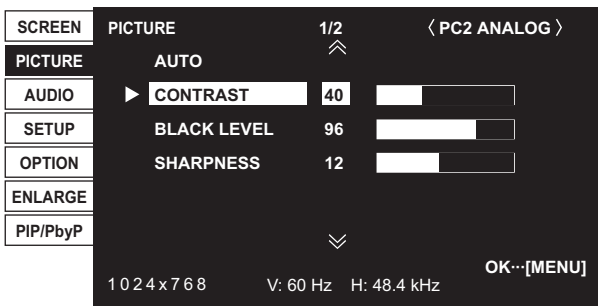 SCREEN
PICTURE
AUDIO
SETUP
OPTION
ENLARGE
PIP/PbyP
PICTURE 1/2 〈 PC2 ANALOG 〉
AUTO
CONTRAST 40
BLACK LEVEL 96
SHARPNESS 12
OK···[MENU]
1024x768 V: 60 Hz H: 48.4 kHz